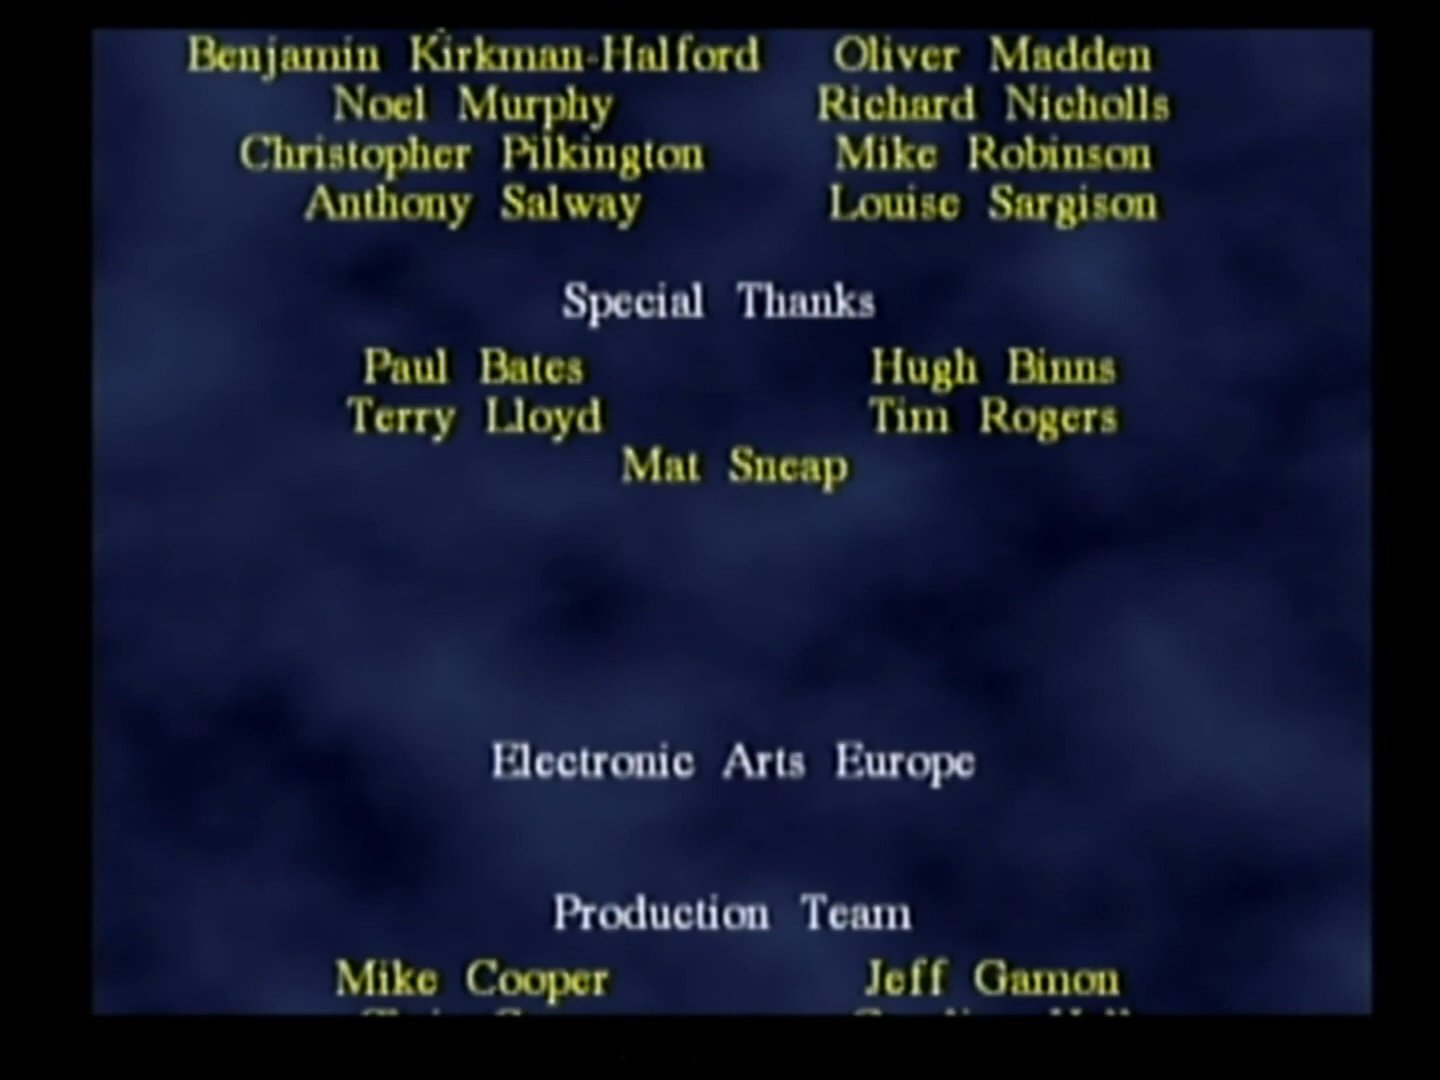 Benjamin Kirkman-Halford Oliver Madden
Noel Murphy Richard Nicholls
Christopher Pilkington Mike Robinson
Anthony Salway Louise Sargison
Special Thanks
Paul Bates Hugh Binns
Terry Lloyd Tim Rogers
Mat Sneap
Electronic Arts Europe
Production Team
Mike Cooper Jeff Gamon